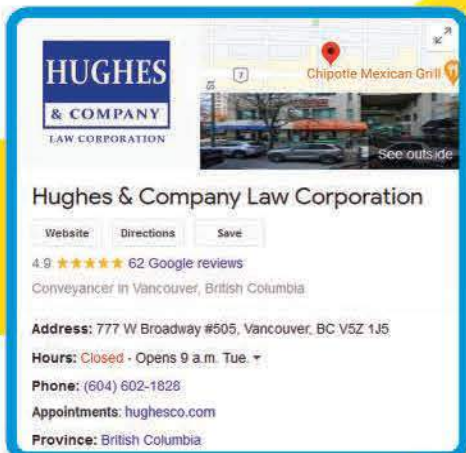 HUGHES
& COMPANY
LAW CORPORATION
St
7
Chipotle Mexican Grill
See outside
Hughes & Company Law Corporation
Website Directions Save
4.9 ★★★★★ 62 Google reviews
Conveyancer in Vancouver, British Columbia
Address: 777 W Broadway #505, Vancouver, BC V5Z 1J5
Hours: Closed - Opens 9 a.m. Tue.
Phone: (604) 602-1828
Appointments: hughesco.com
Province: British Columbia